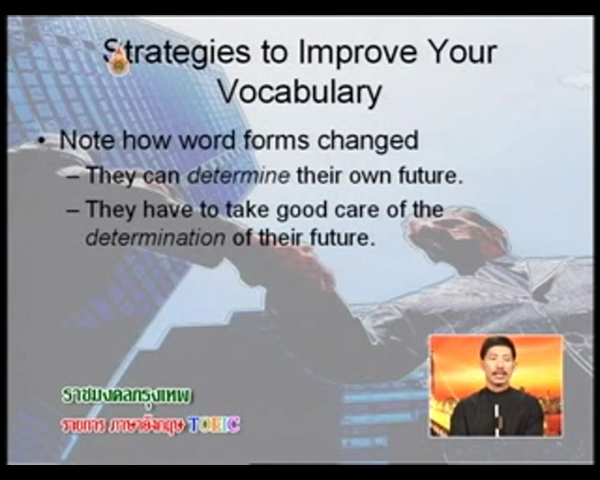 Strategies to Improve Your
Vocabulary
• Note how word forms changed
– They can determine their own future.
– They have to take good care of the
determination of their future.
ราชมงคลกรุงเทพ
รายการ ภาษาอังกฤษ TOEIC